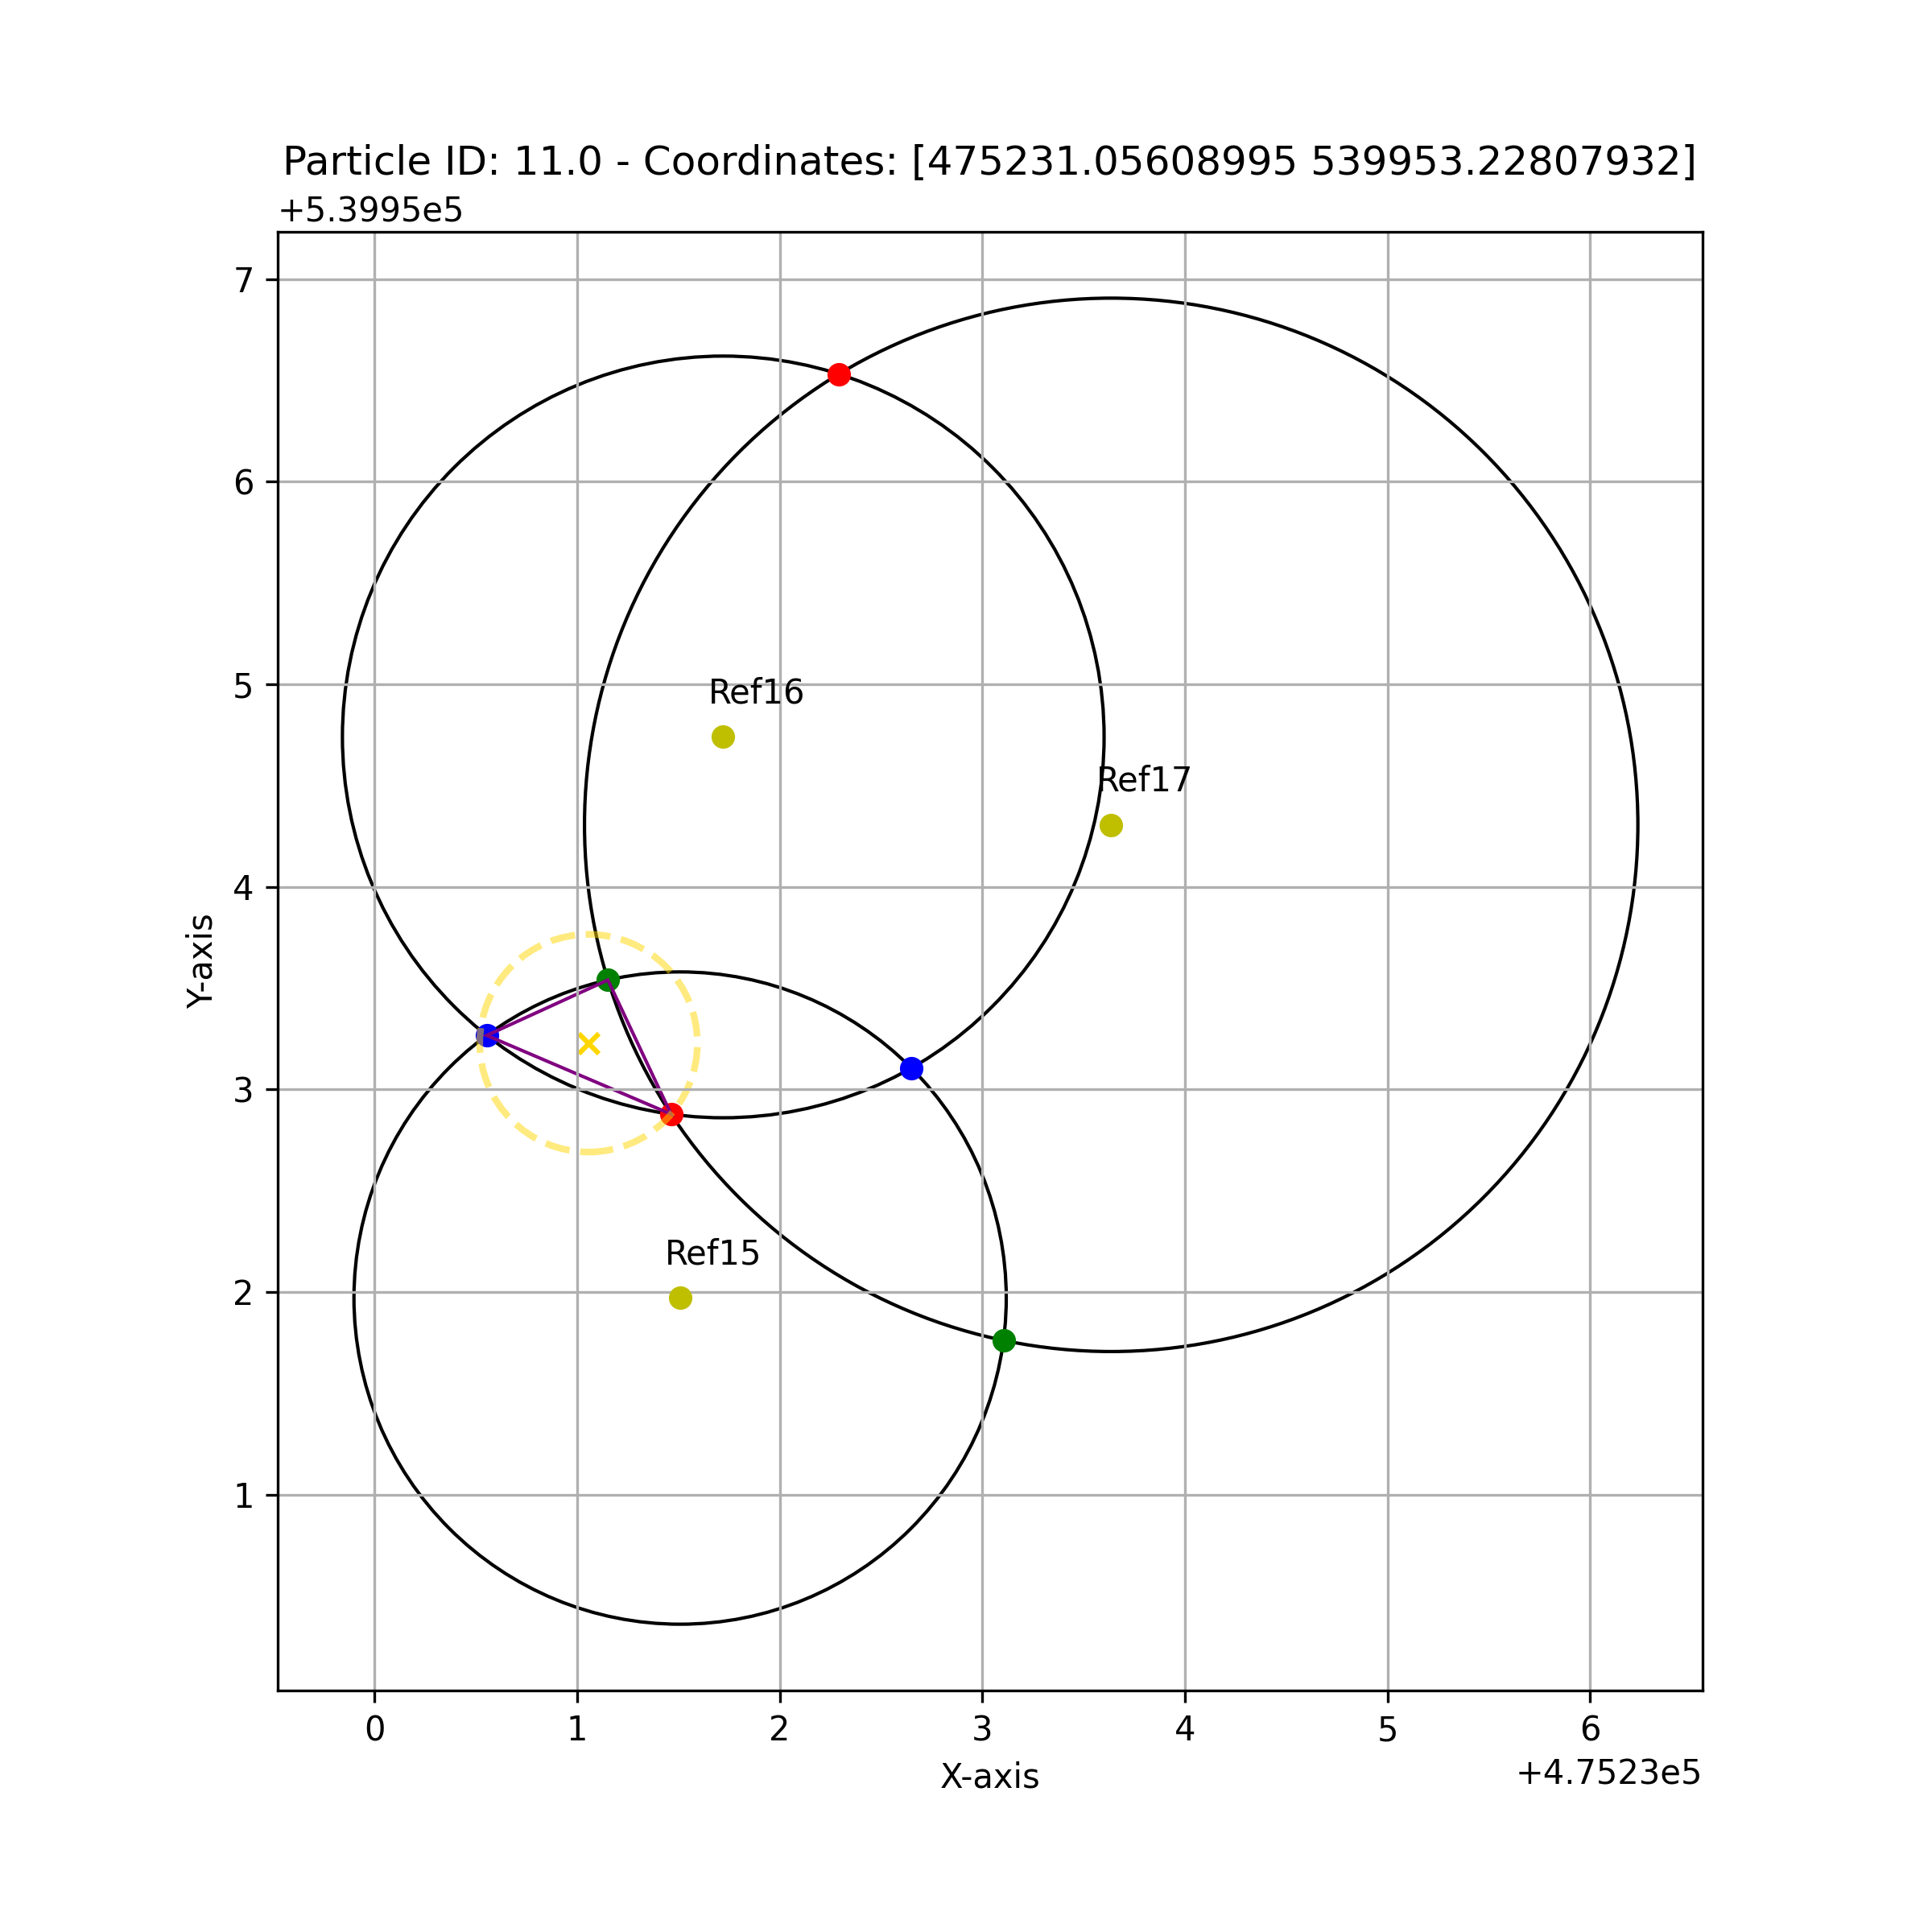 Particle ID: 11.0 - Coordinates: [475231.05608995 539953.22807932]
+5.3995e5
7
6
5
4
3
2
1
Y-axis
Ref16
Ref17
Ref15
0 1 2 3 4 5 6
X-axis
+4.7523e5